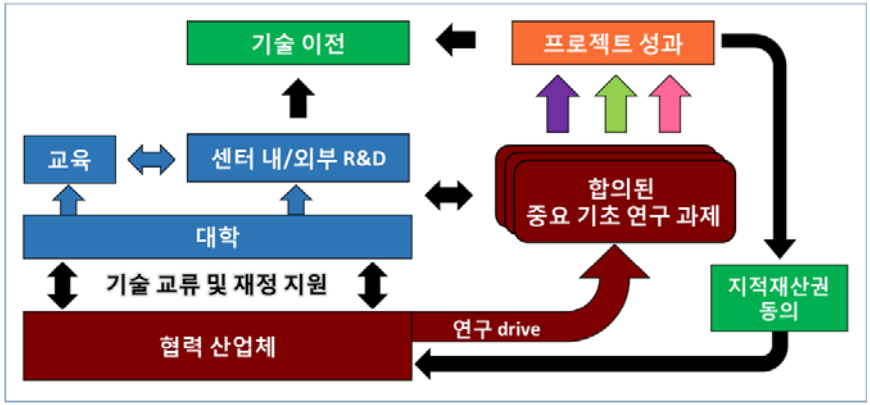 기술 이전
프로젝트 성과
교육
센터 내/외부 R&D
합의된
중요 기초 연구 과제
대학
기술 교류 및 재정 지원
지적재산권
동의
협력 산업체
연구 drive